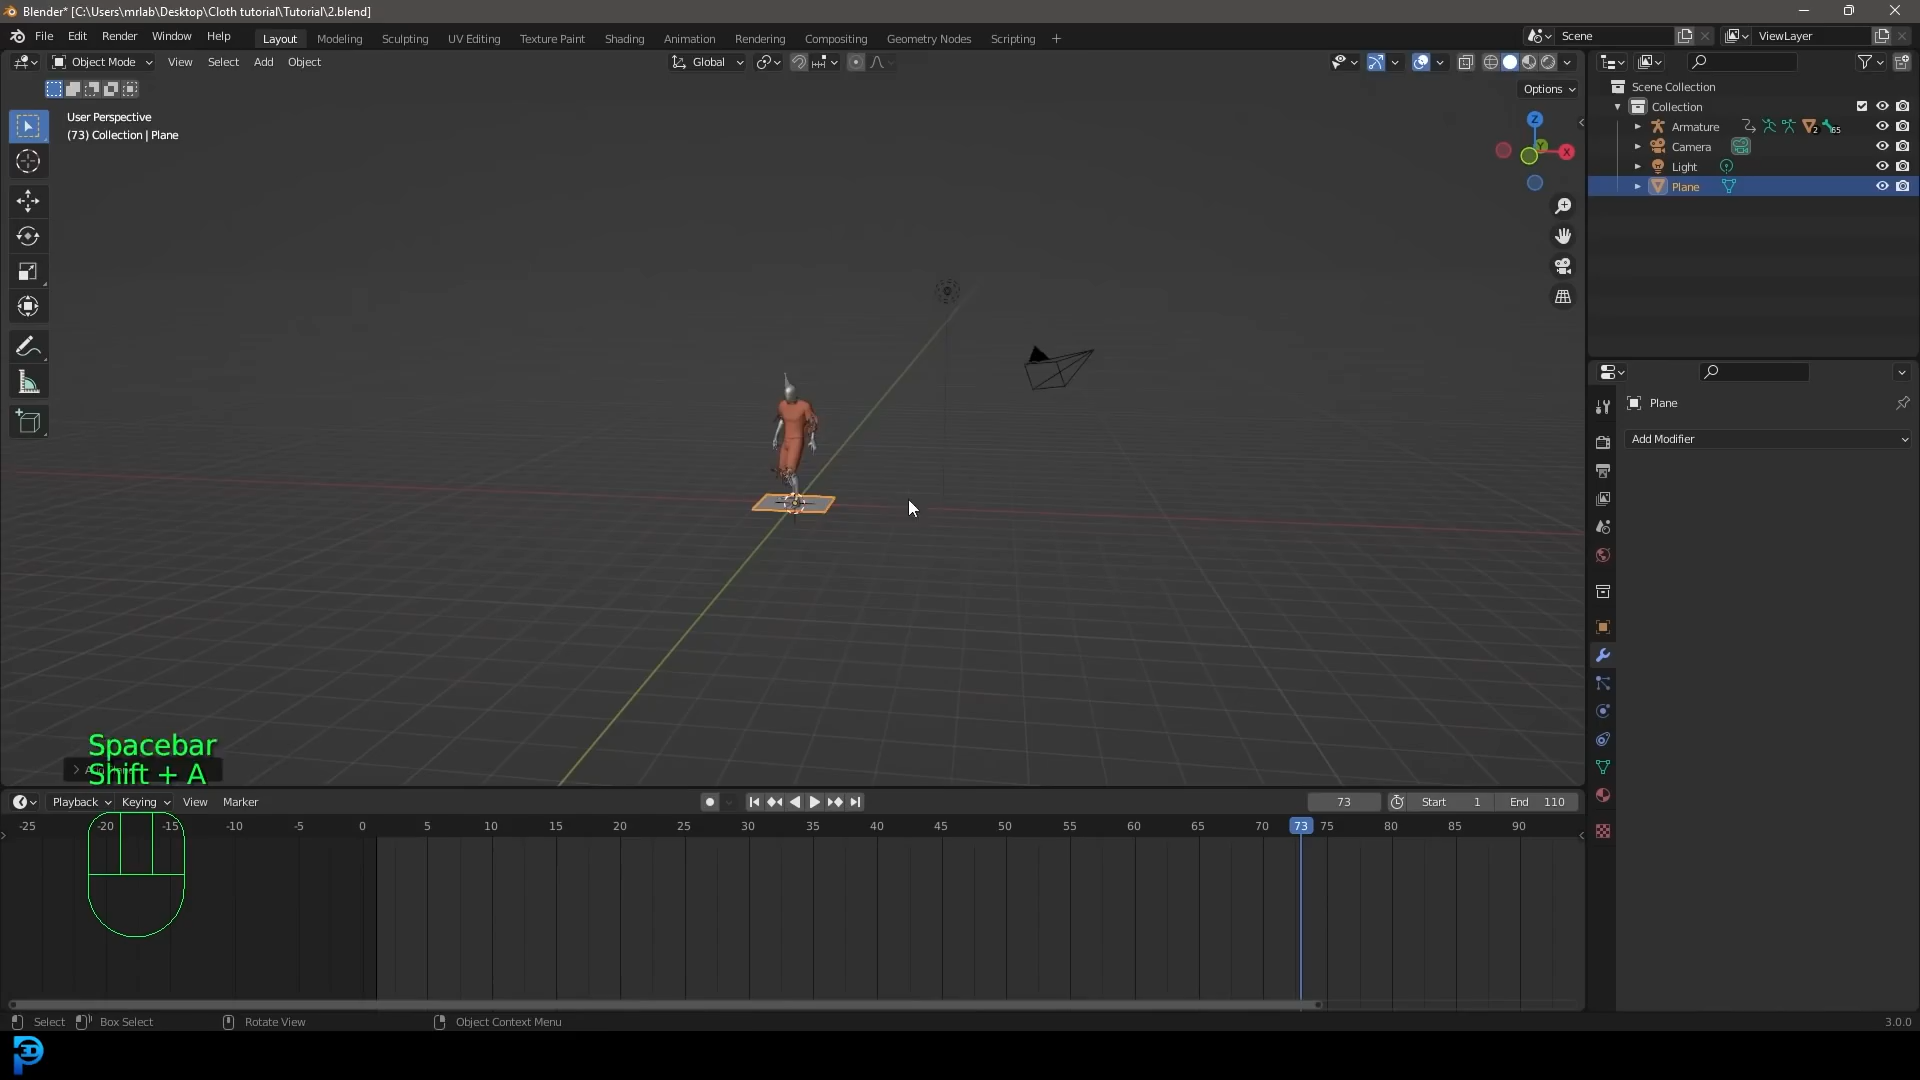 Blender* [C:\Users\mrlab\Desktop\Cloth tutorial\Tutorial\2.blend]
File Edit Render Window Help
Layout Modeling Sculpting UV Editing Texture Paint Shading Animation Rendering Compositing Geometry Nodes Scripting +
Scene
ViewLayer
Object Mode View Select Add Object
Global
Options
User Perspective
(73) Collection | Plane
Z
X
Scene Collection
Collection
Armature 2 65
Camera
Light
Plane
Plane
Add Modifier
Spacebar
Shift + A
Playback Keying View Marker
73 Start 1 End 110
-25 -20 -15 -10 -5 0 5 10 15 20 25 30 35 40 45 50 55 60 65 70 73 75 80 85 90
Select Box Select Rotate View Object Context Menu
3.0.0
3D